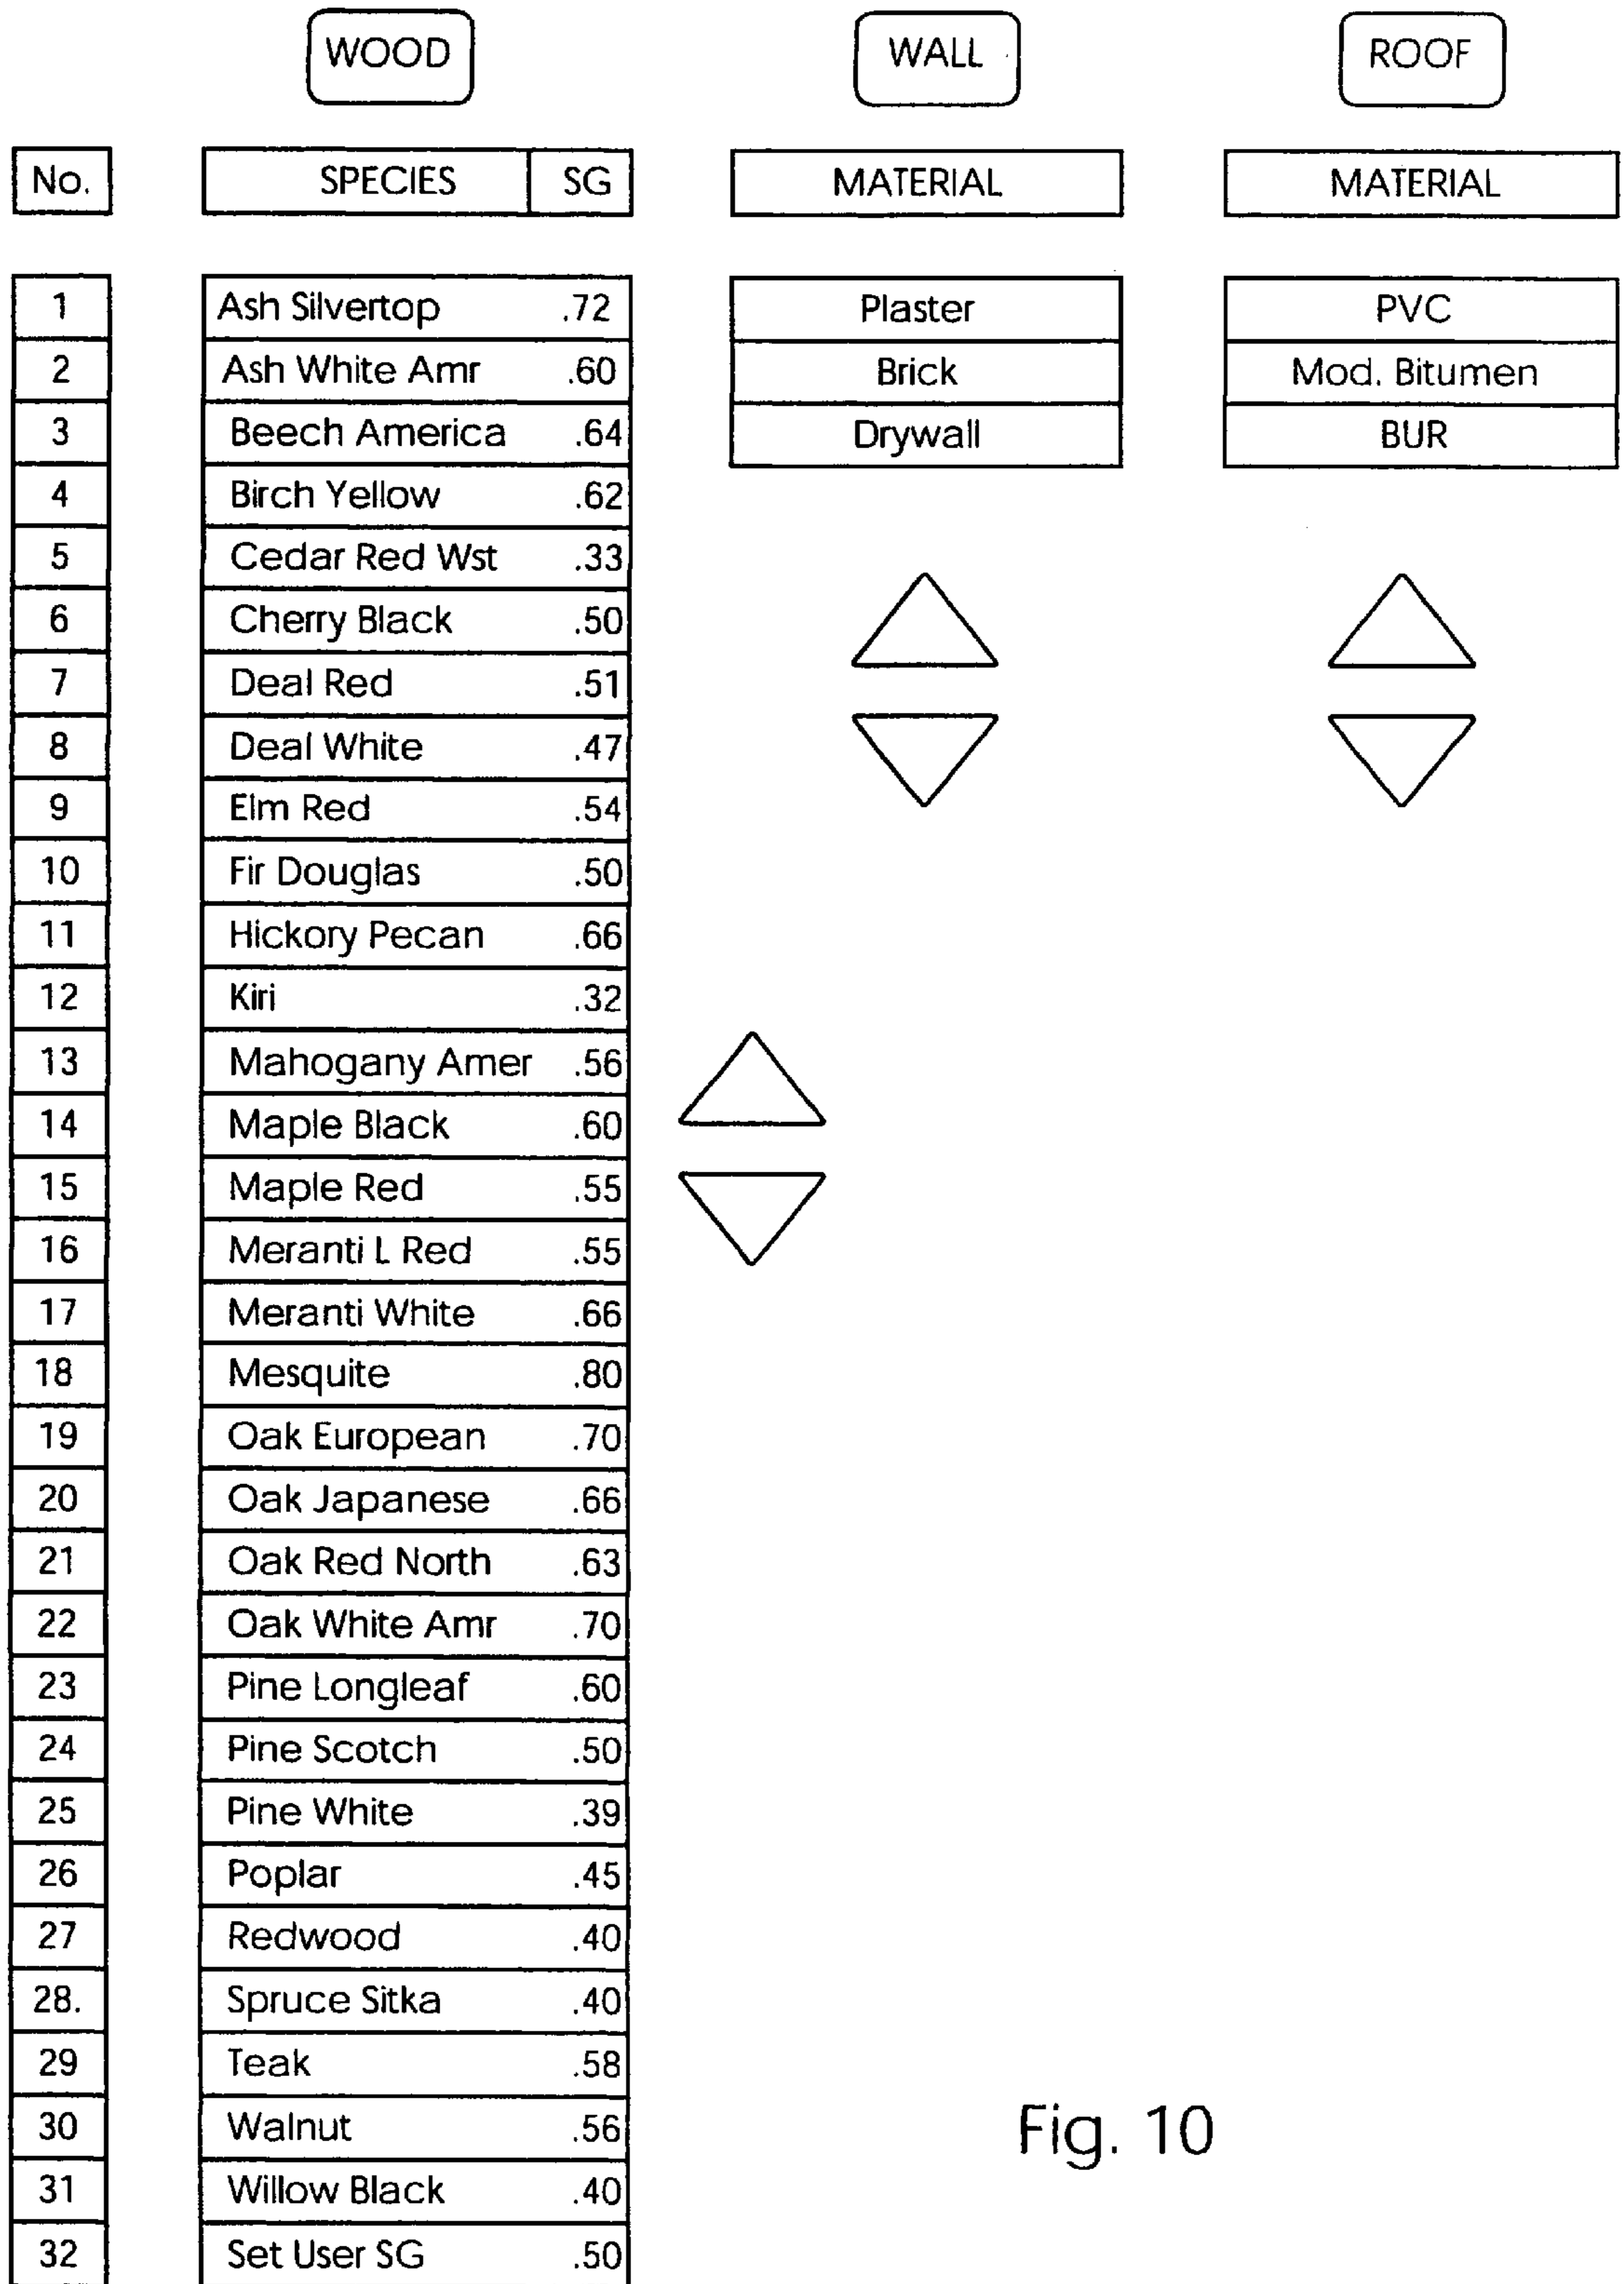 WOOD WALL ROOF
No. SPECIES SG MATERIAL MATERIAL
1 Ash Silvertop .72 Plaster PVC
2 Ash White Amr .60 Brick Mod. Bitumen
3 Beech America .64 Drywall BUR
4 Birch Yellow .62
5 Cedar Red Wst .33
6 Cherry Black .50
7 Deal Red .51
8 Deal White .47
9 Elm Red .54
10 Fir Douglas .50
11 Hickory Pecan .66
12 Kiri .32
13 Mahogany Amer .56
14 Maple Black .60
15 Maple Red .55
16 Meranti L Red .55
17 Meranti White .66
18 Mesquite .80
19 Oak European .70
20 Oak Japanese .66
21 Oak Red North .63
22 Oak White Amr .70
23 Pine Longleaf .60
24 Pine Scotch .50
25 Pine White .39
26 Poplar .45
27 Redwood .40
28. Spruce Sitka .40
29 Teak .58
30 Walnut .56
31 Willow Black .40
32 Set User SG .50
Fig. 10